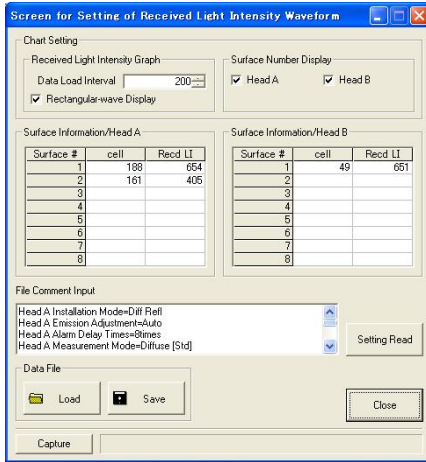 Screen for Setting of Received Light Intensity Waveform
Chart Setting
Received Light Intensity Graph
Data Load Interval 200
Rectangular-wave Display
Surface Number Display
Head A Head B
Surface Information/Head A
Surface # cell Recd LI
1 188 654
2 161 405
3
4
5
6
7
8
Surface Information/Head B
Surface # cell Recd LI
1 49 651
2
3
4
5
6
7
8
File Comment Input
Head A Installation Mode=Diff Refl
Head A Emission Adjustment=Auto
Head A Alarm Delay Times=8times
Head A Measurement Mode=Diffuse [Std]
Setting Read
Data File
Load Save
Close
Capture